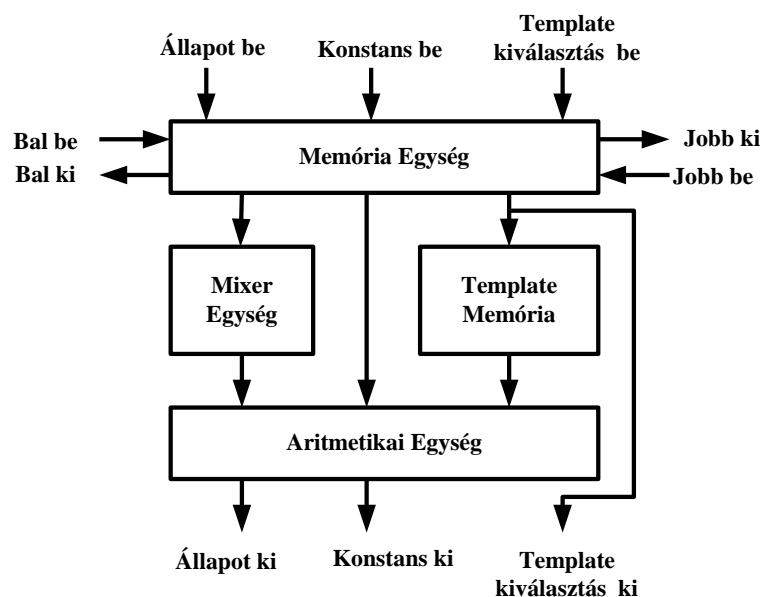 Állapot be
Konstans be
Template
kiválasztás be
Bal be
Bal ki
Memória Egység
Jobb ki
Jobb be
Mixer
Egység
Template
Memória
Aritmetikai Egység
Állapot ki
Konstans ki
Template
kiválasztás ki